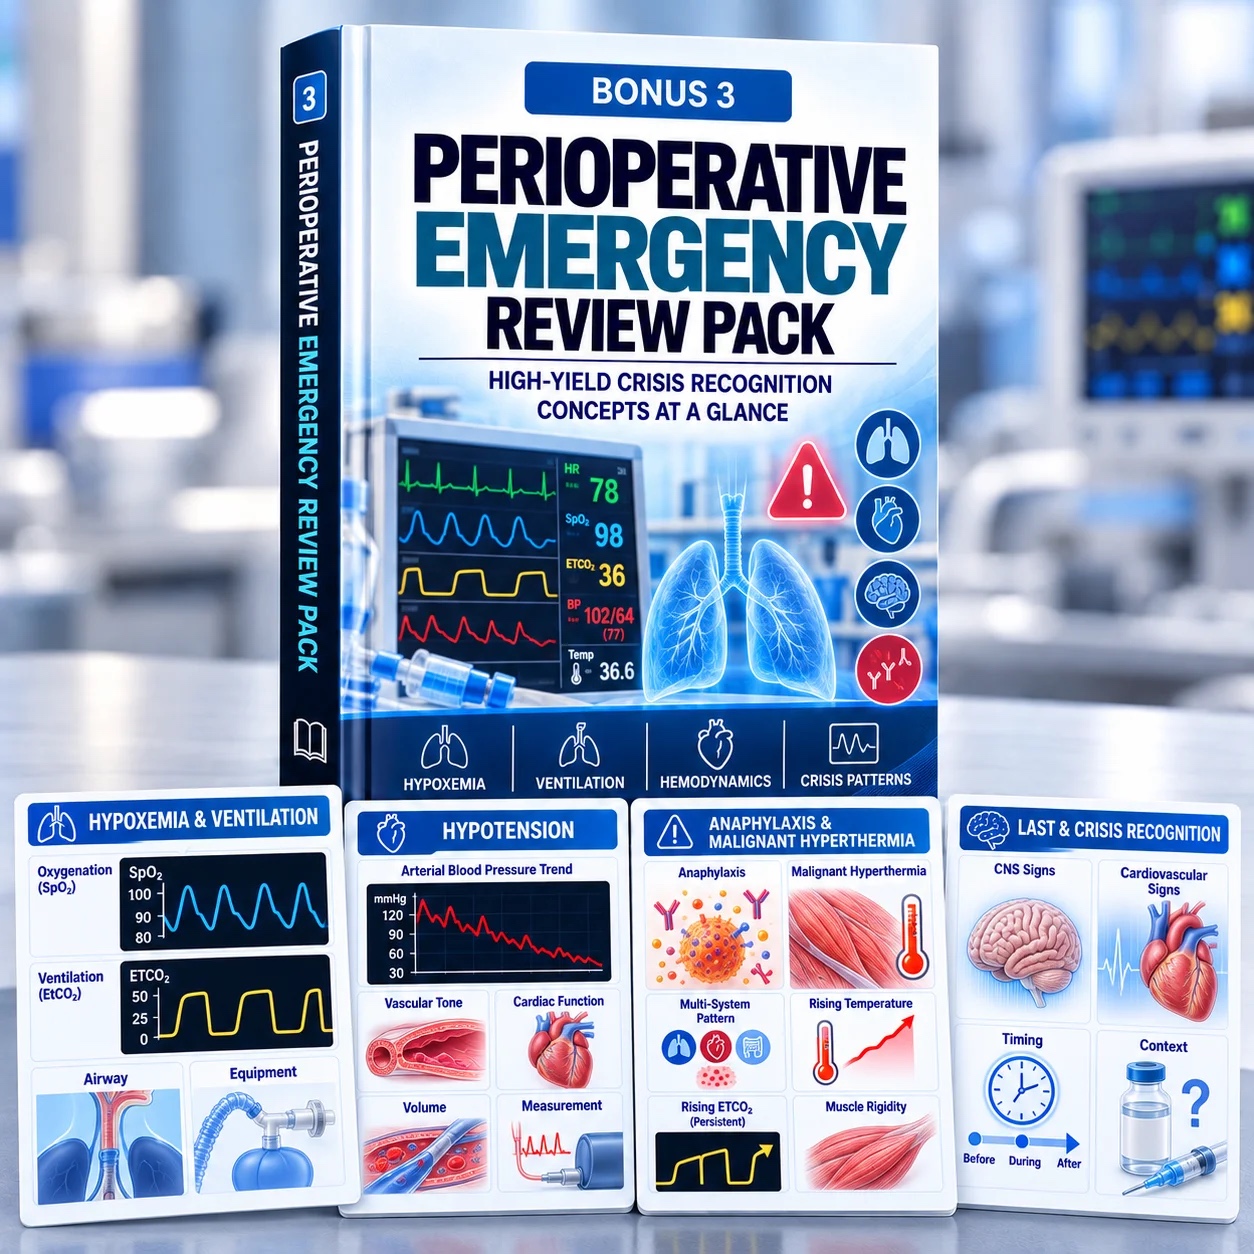 3
PERIOPERATIVE EMERGENCY REVIEW PACK
BONUS 3
PERIOPERATIVE
EMERGENCY
REVIEW PACK
HIGH-YIELD CRISIS RECOGNITION
CONCEPTS AT A GLANCE
HR
78
SpO₂
98
ETCO₂
36
BP
102/64
(77)
Temp
36.6
HYPOXEMIA
VENTILATION
HEMODYNAMICS
CRISIS PATTERNS
HYPOXEMIA & VENTILATION
Oxygenation
(SpO₂)
SpO₂
100
90
80
Ventilation
(EtCO₂)
ETCO₂
50
25
0
Airway
Equipment
HYPOTENSION
Arterial Blood Pressure Trend
mmHg
120
90
60
30
Vascular Tone
Cardiac Function
Volume
Measurement
ANAPHYLAXIS &
MALIGNANT HYPERTHERMIA
Anaphylaxis
Malignant Hyperthermia
Multi-System
Pattern
Rising Temperature
Rising ETCO₂
(Persistent)
Muscle Rigidity
LAST & CRISIS RECOGNITION
CNS Signs
Cardiovascular
Signs
Timing
Before
During
After
Context
?